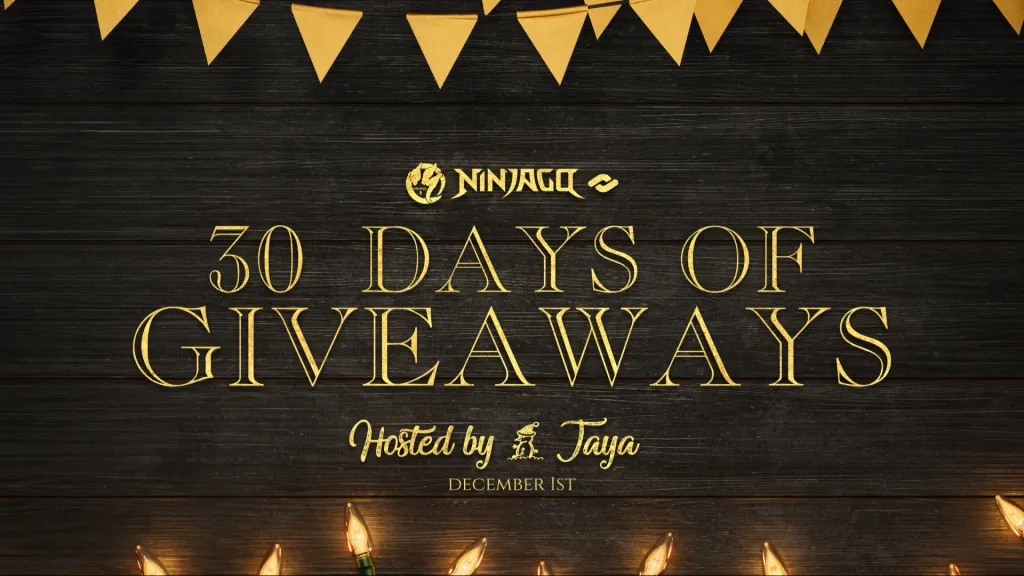 NINJAGO
30 DAYS OF
GIVEAWAYS
Hosted by Taya
DECEMBER 1ST